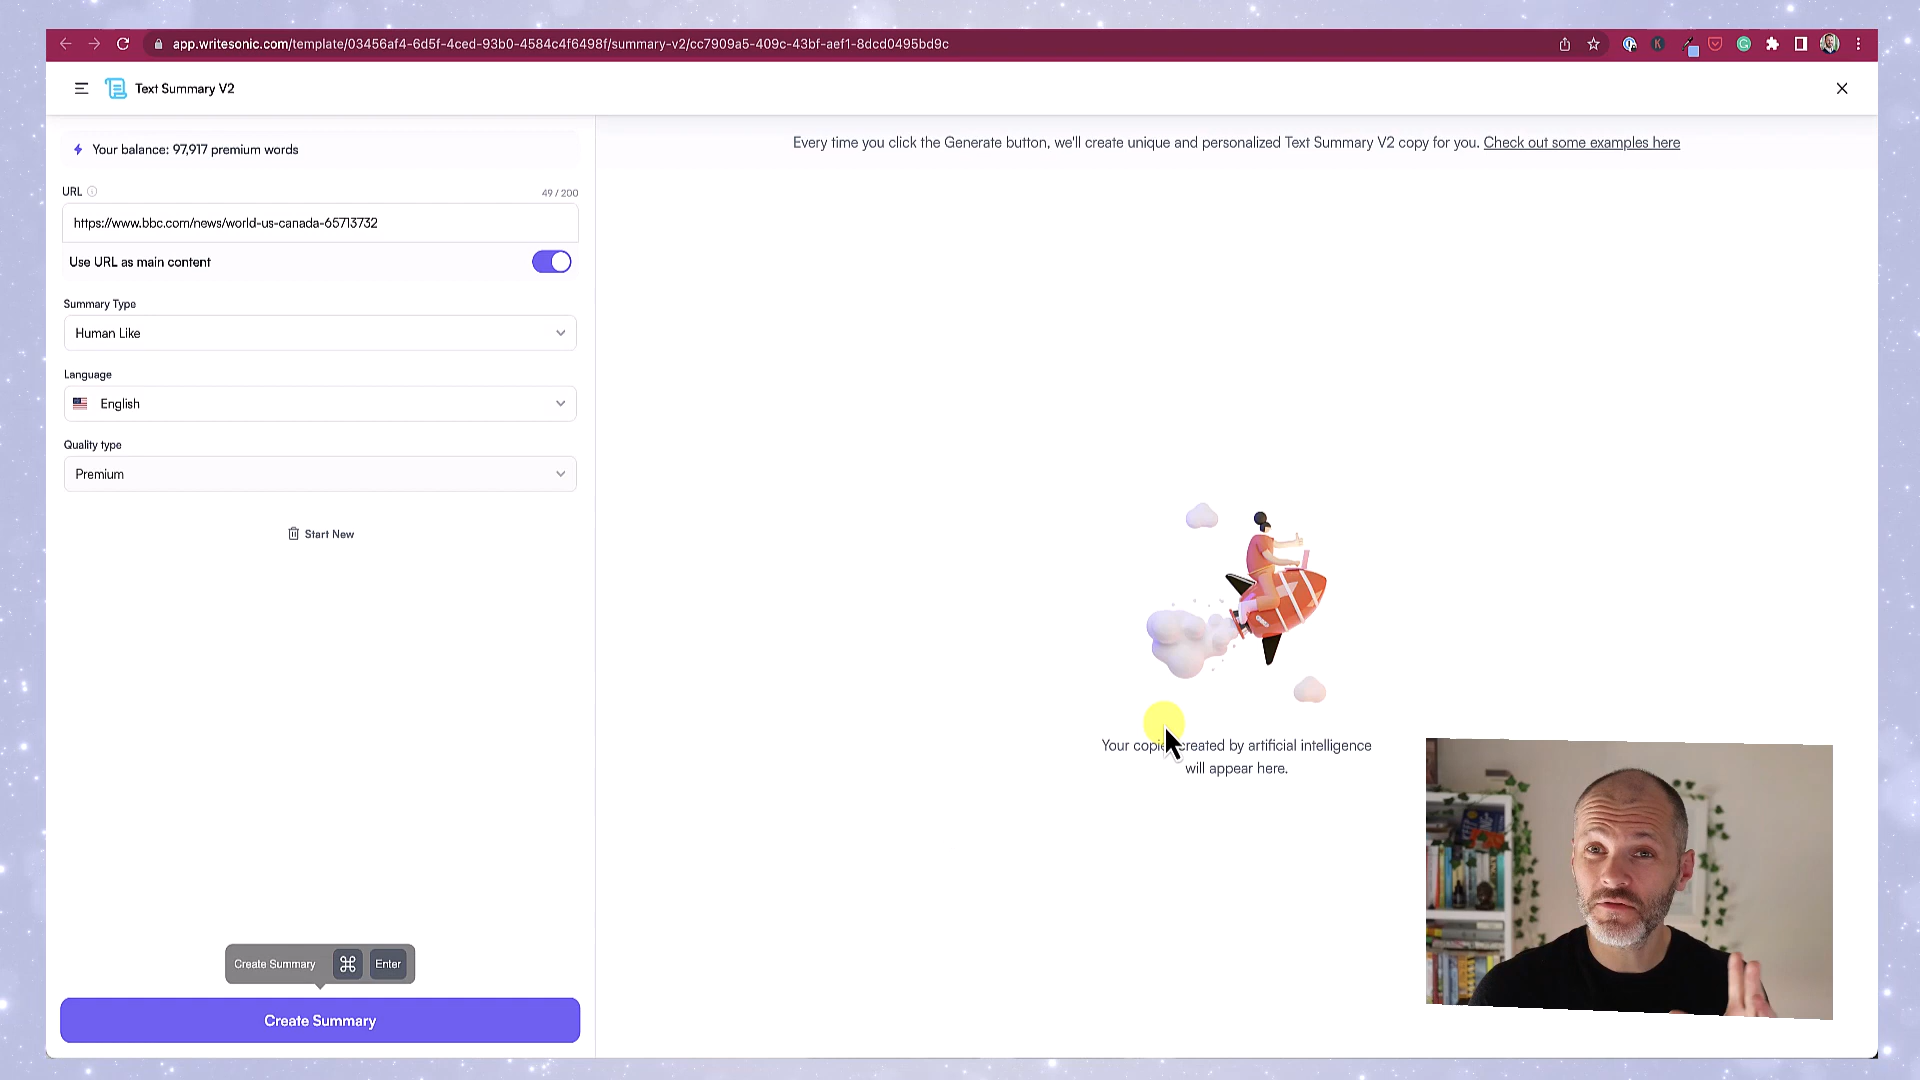 app.writesonic.com/template/03456af4-6d5f-4ced-93b0-4584c4f6498f/summary-v2/cc7909a5-409c-43bf-aef1-8dcd0495bd9c
Text Summary V2
Your balance: 97,917 premium words
Every time you click the Generate button, we'll create unique and personalized Text Summary V2 copy for you. Check out some examples here
URL
49 / 200
https://www.bbc.com/news/world-us-canada-65713732
Use URL as main content
Summary Type
Human Like
Language
English
Quality type
Premium
Start New
Your created by artificial intelligence
will appear here.
Create Summary ⌘ Enter
Create Summary